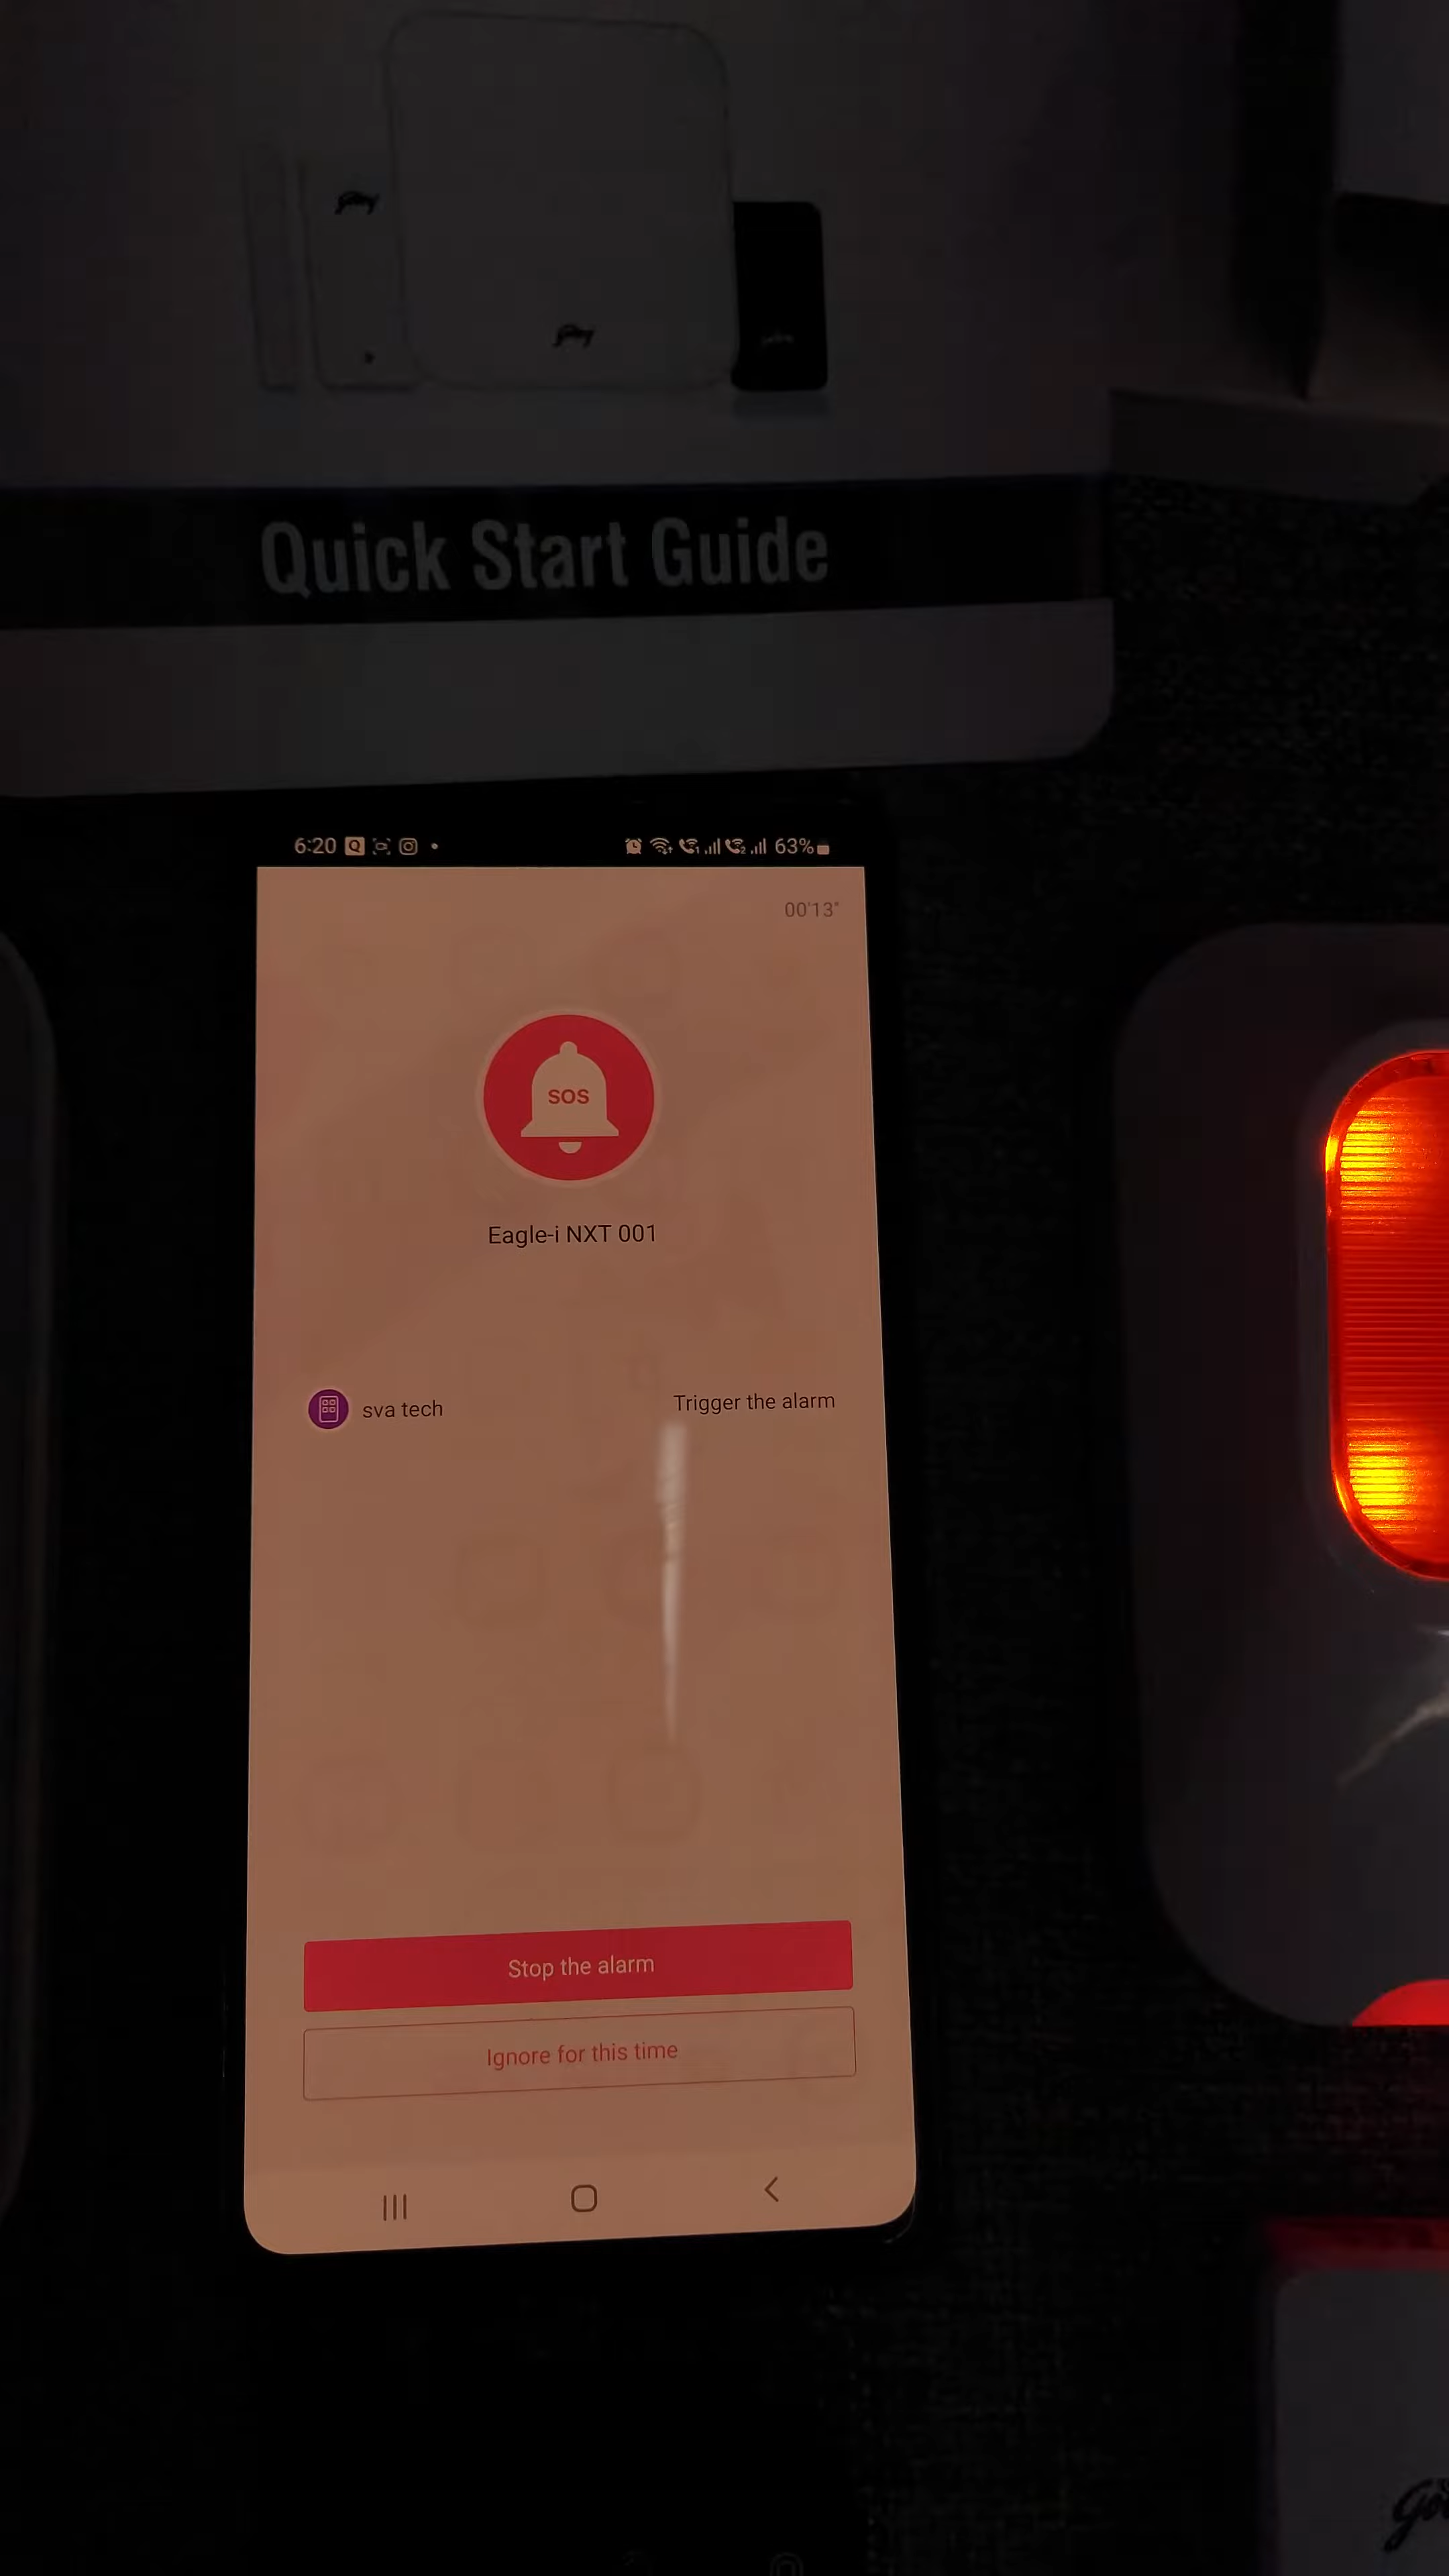 Quick Start Guide
6:20
63%
00'13"
SOS
Eagle-i NXT 001
sva tech
Trigger the alarm
Stop the alarm
Ignore for this time